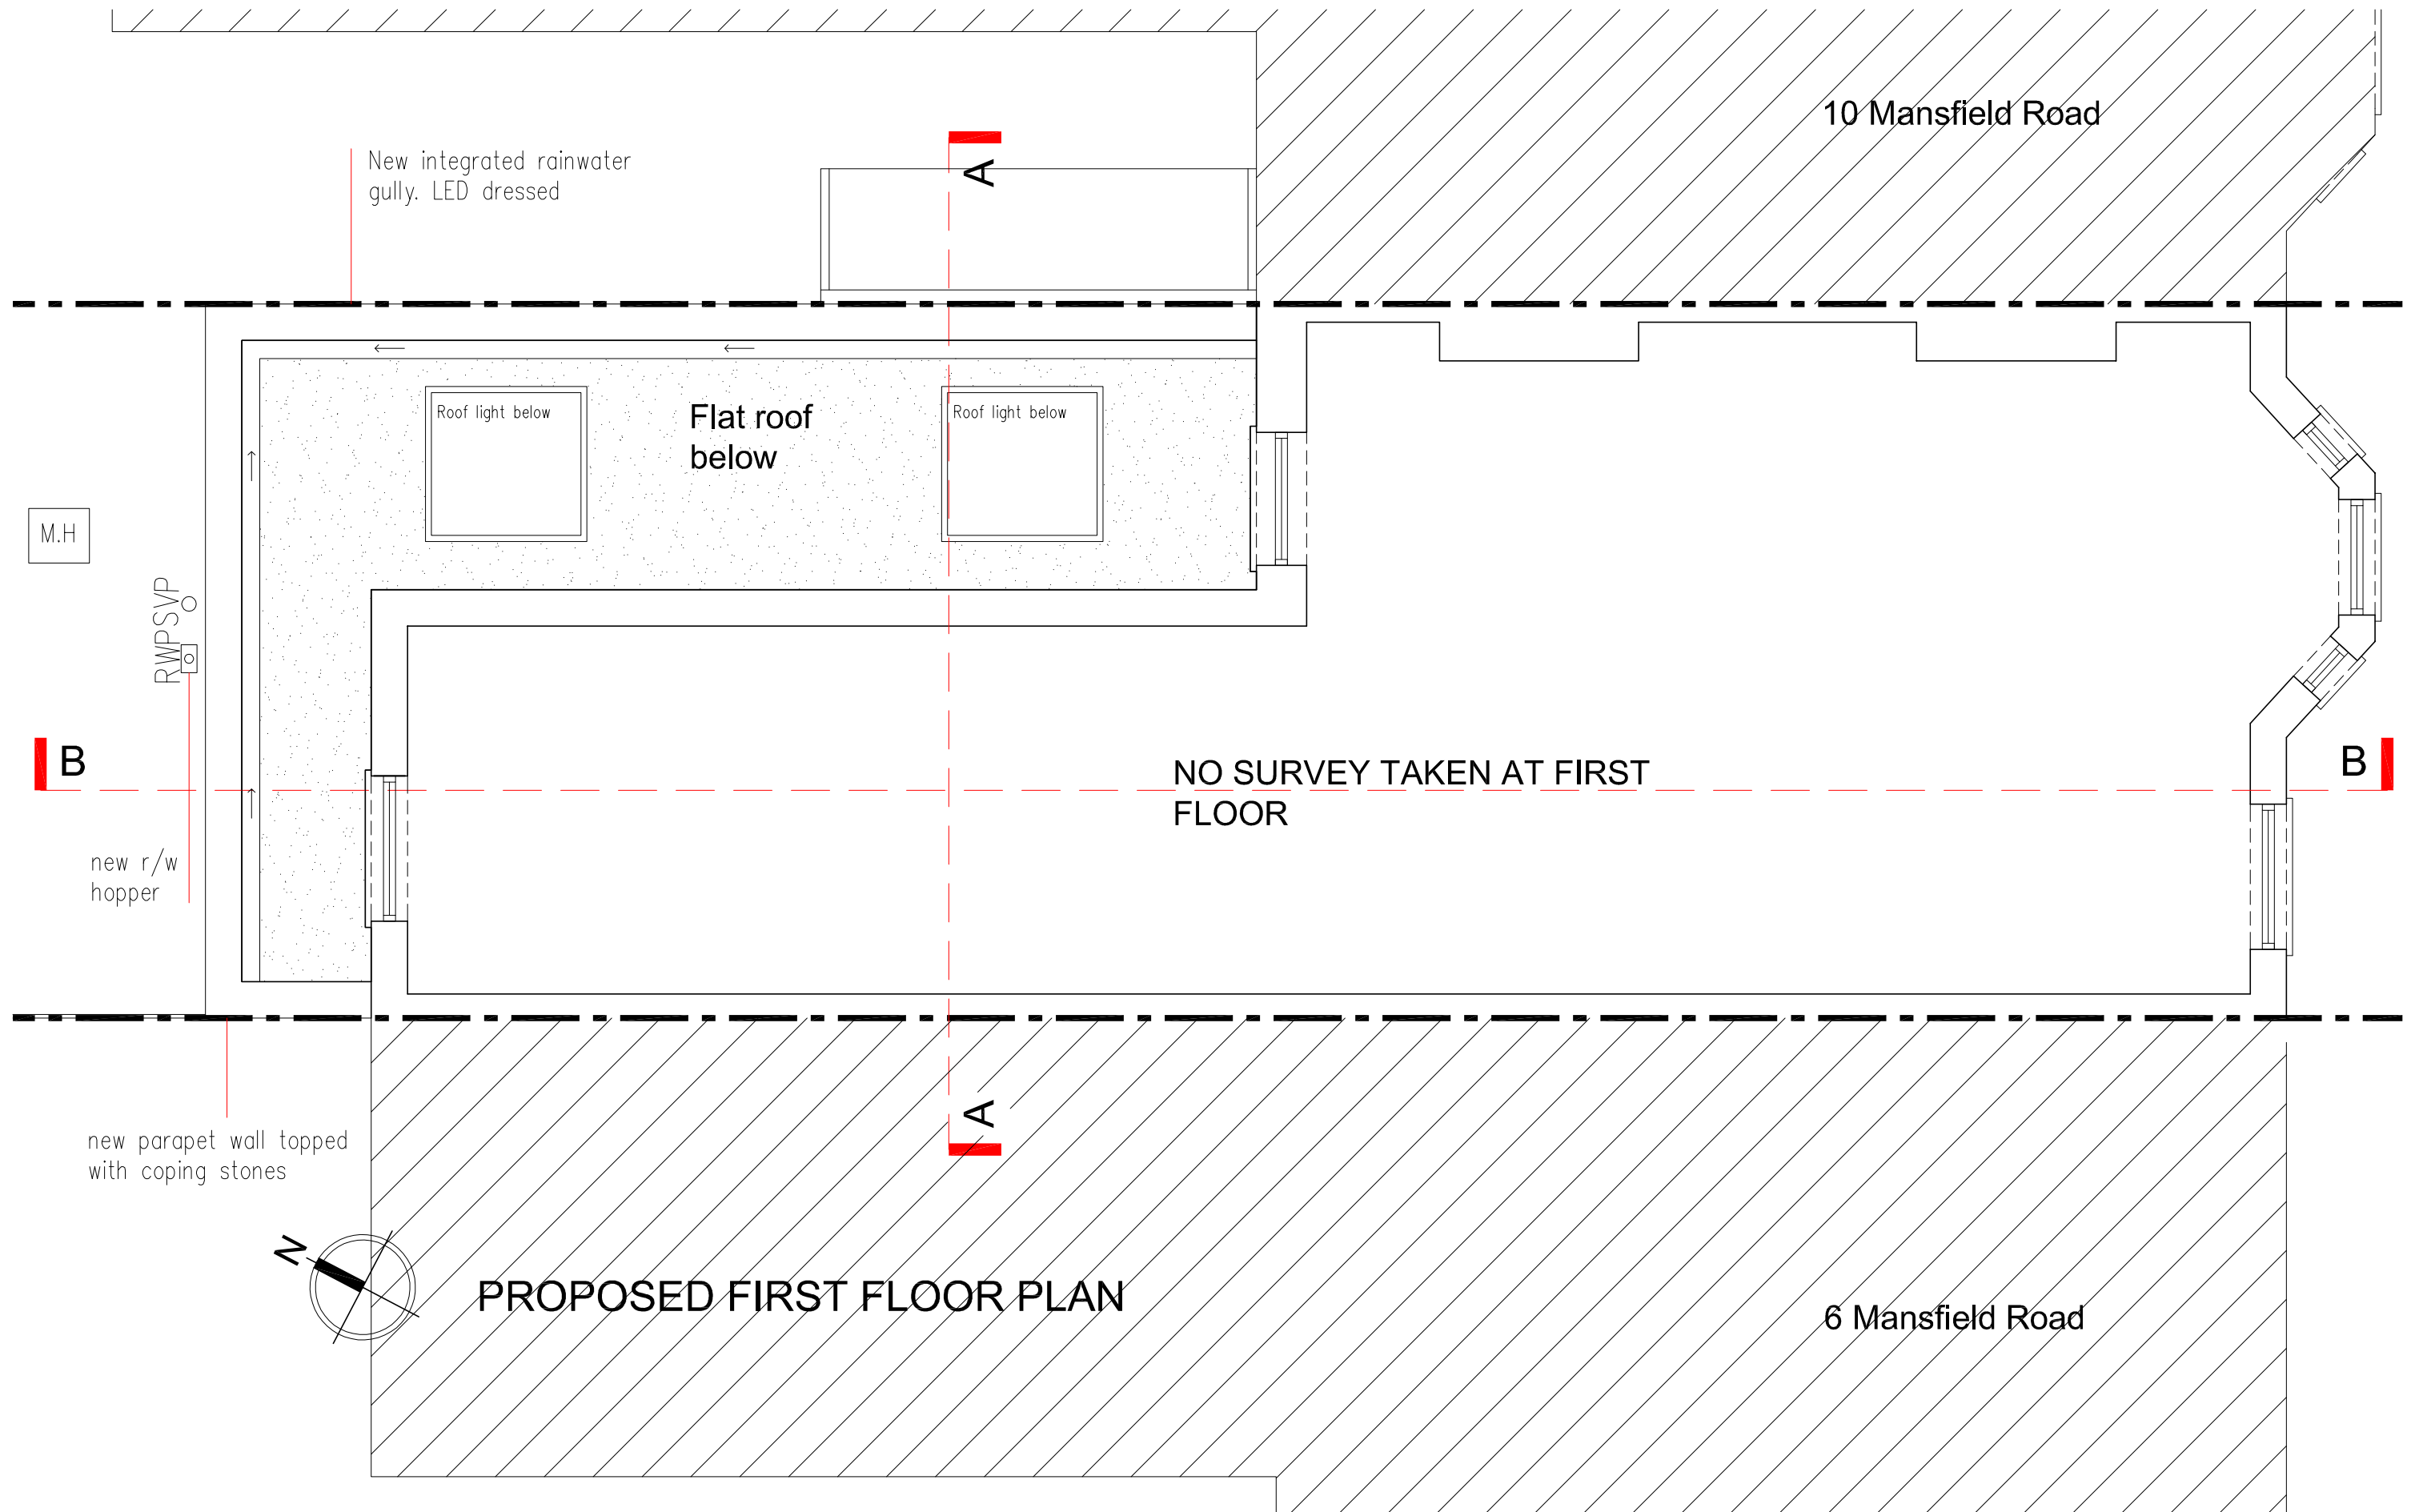 10 Mansfield Road
New integrated rainwater
gully. LED dressed
A
Roof light below
Flat roof
below
Roof light below
M.H
RWPSVP
B
NO SURVEY TAKEN AT FIRST
FLOOR
B
new r/w
hopper
A
new parapet wall topped
with coping stones
N
PROPOSED FIRST FLOOR PLAN
6 Mansfield Road